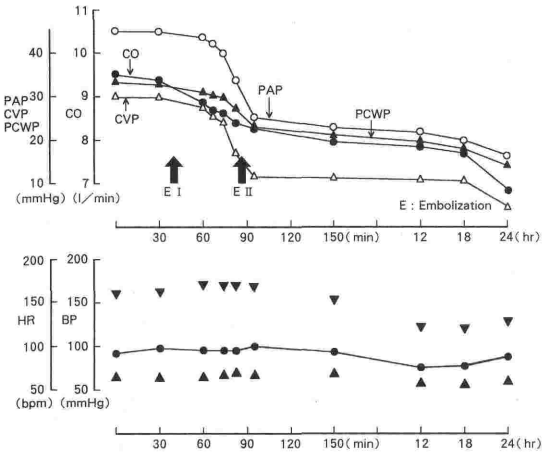 11
40
10
CO
PAP
30
9
PAP
CVP
PCWP
CO
CVP
PCWP
20
8
E I
E II
10
7
E : Embolization
(mmHg) (l/min)
30 60 90 120 150(min) 12 18 24(hr)
200 200
150 150
HR BP
100 100
50 50
(bpm) (mmHg)
30 60 90 120 150(min) 12 18 24(hr)